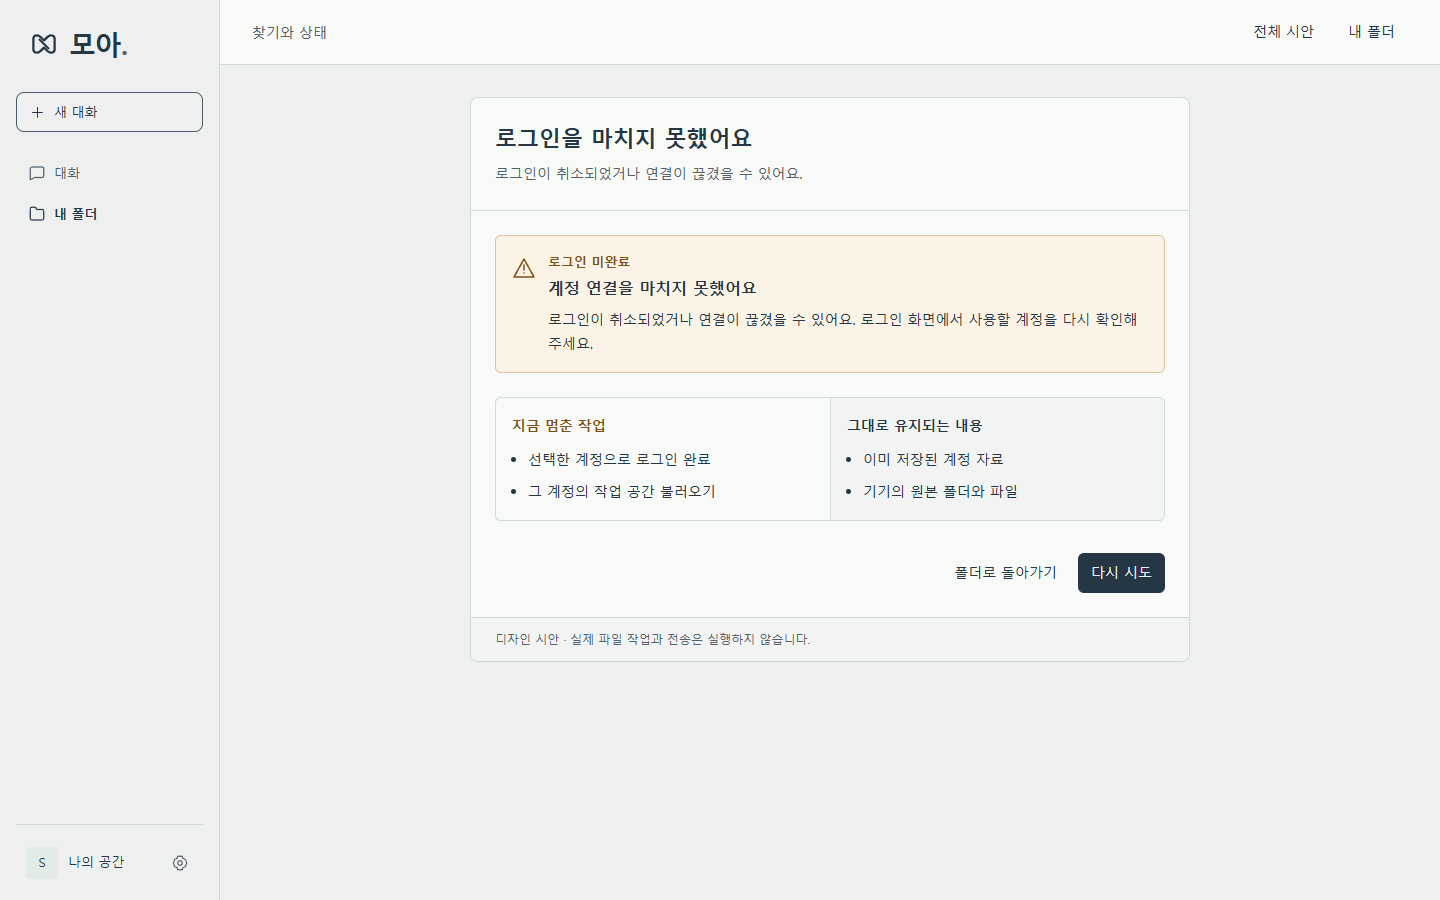 모아.
새 대화
대화
내 폴더
S 나의 공간
찾기와 상태
전체 시안 내 폴더
로그인을 마치지 못했어요
로그인이 취소되었거나 연결이 끊겼을 수 있어요.
로그인 미완료
계정 연결을 마치지 못했어요
로그인이 취소되었거나 연결이 끊겼을 수 있어요. 로그인 화면에서 사용할 계정을 다시 확인해
주세요.
지금 멈춘 작업
• 선택한 계정으로 로그인 완료
• 그 계정의 작업 공간 불러오기
그대로 유지되는 내용
• 이미 저장된 계정 자료
• 기기의 원본 폴더와 파일
폴더로 돌아가기 다시 시도
디자인 시안 · 실제 파일 작업과 전송은 실행하지 않습니다.